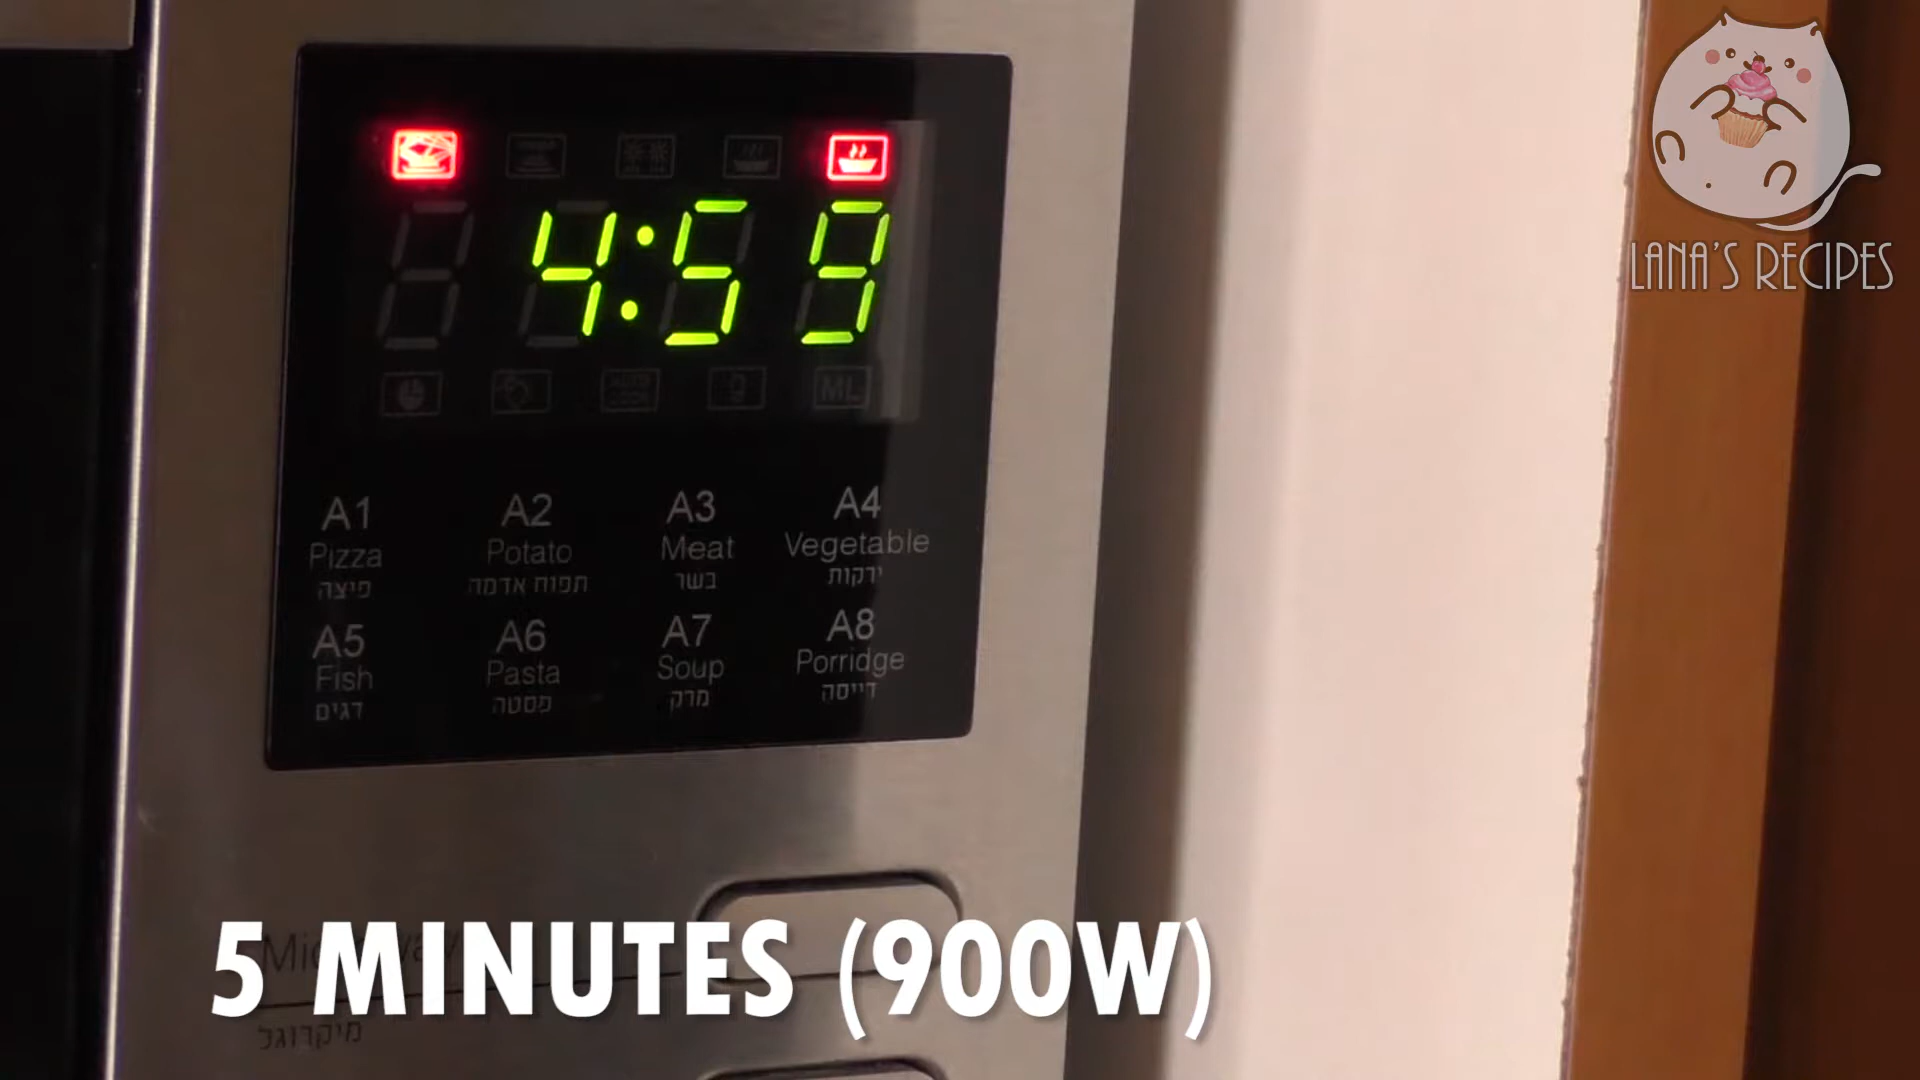 LANA'S RECIPES
4:59
ML
A1 A2 A3 A4
Pizza Potato Meat Vegetable
פיצה תפוח אדמה בשר ירקות
A5 A6 A7 A8
Fish Pasta Soup Porridge
דגים פסטה מרק דייסה
5 MINUTES (900W)
מיקרוגל